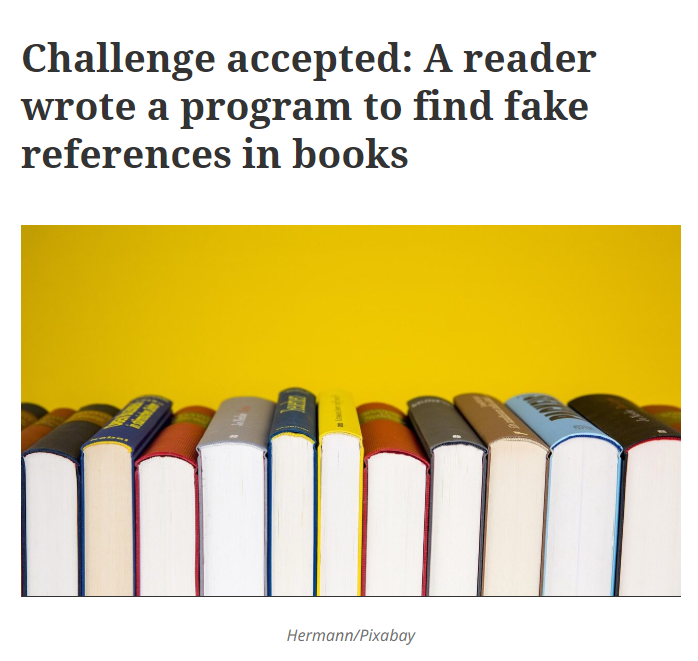 Challenge accepted: A reader
wrote a program to find fake
references in books
Hermann/Pixabay